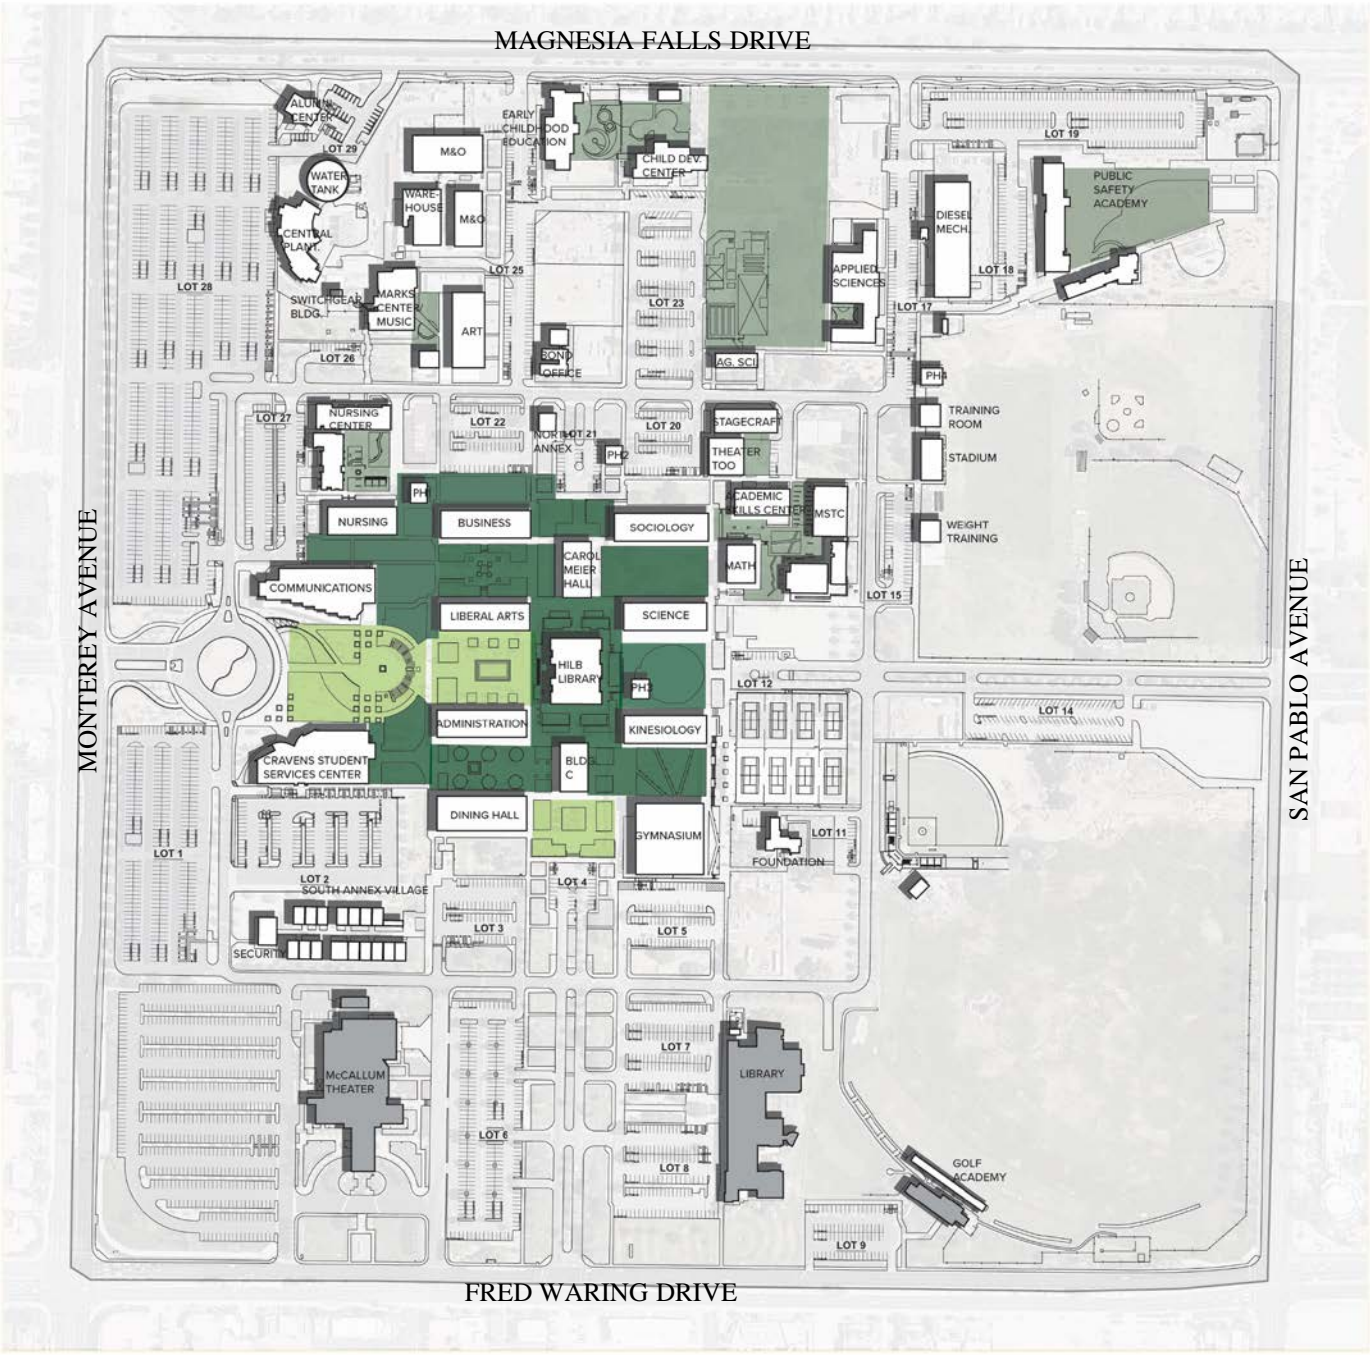 MAGNESIA FALLS DRIVE
ALUMNI
CENTER
LOT 29
WATER
TANK
M&O
EARLY
CHILDHOOD
EDUCATION
CHILD DEV.
CENTER
LOT 19
PUBLIC
SAFETY
ACADEMY
WARE-
HOUSE
M&O
DIESEL
MECH.
CENTRAL
PLANT.
LOT 28
LOT 25
APPLIED
SCIENCES
LOT 18
SWITCHGEAR
BLDG.
MARKS
CENTER
MUSIC
ART
LOT 23
LOT 17
LOT 26
BOND
OFFICE
AG. SCI.
PH4
LOT 27
NURSING
CENTER
LOT 22
NORTH
ANNEX
LOT 21
LOT 20
STAGECRAFT
TRAINING
ROOM
PH2
THEATER
TOO
STADIUM
PH1
ACADEMIC
SKILLS CENTER
MSTC
NURSING
BUSINESS
SOCIOLOGY
WEIGHT
TRAINING
CAROL
MEIER
HALL
MATH
COMMUNICATIONS
LOT 15
LIBERAL ARTS
SCIENCE
MONTEREY AVENUE
SAN PABLO AVENUE
HILB
LIBRARY
PH3
LOT 12
LOT 14
ADMINISTRATION
KINESIOLOGY
CRAVENS STUDENT
SERVICES CENTER
BLDG.
C
DINING HALL
GYMNASIUM
LOT 11
FOUNDATION
LOT 1
LOT 2
SOUTH ANNEX VILLAGE
LOT 4
LOT 3
LOT 5
SECURITY
LOT 7
McCALLUM
THEATER
LIBRARY
LOT 6
LOT 8
GOLF
ACADEMY
LOT 9
FRED WARING DRIVE